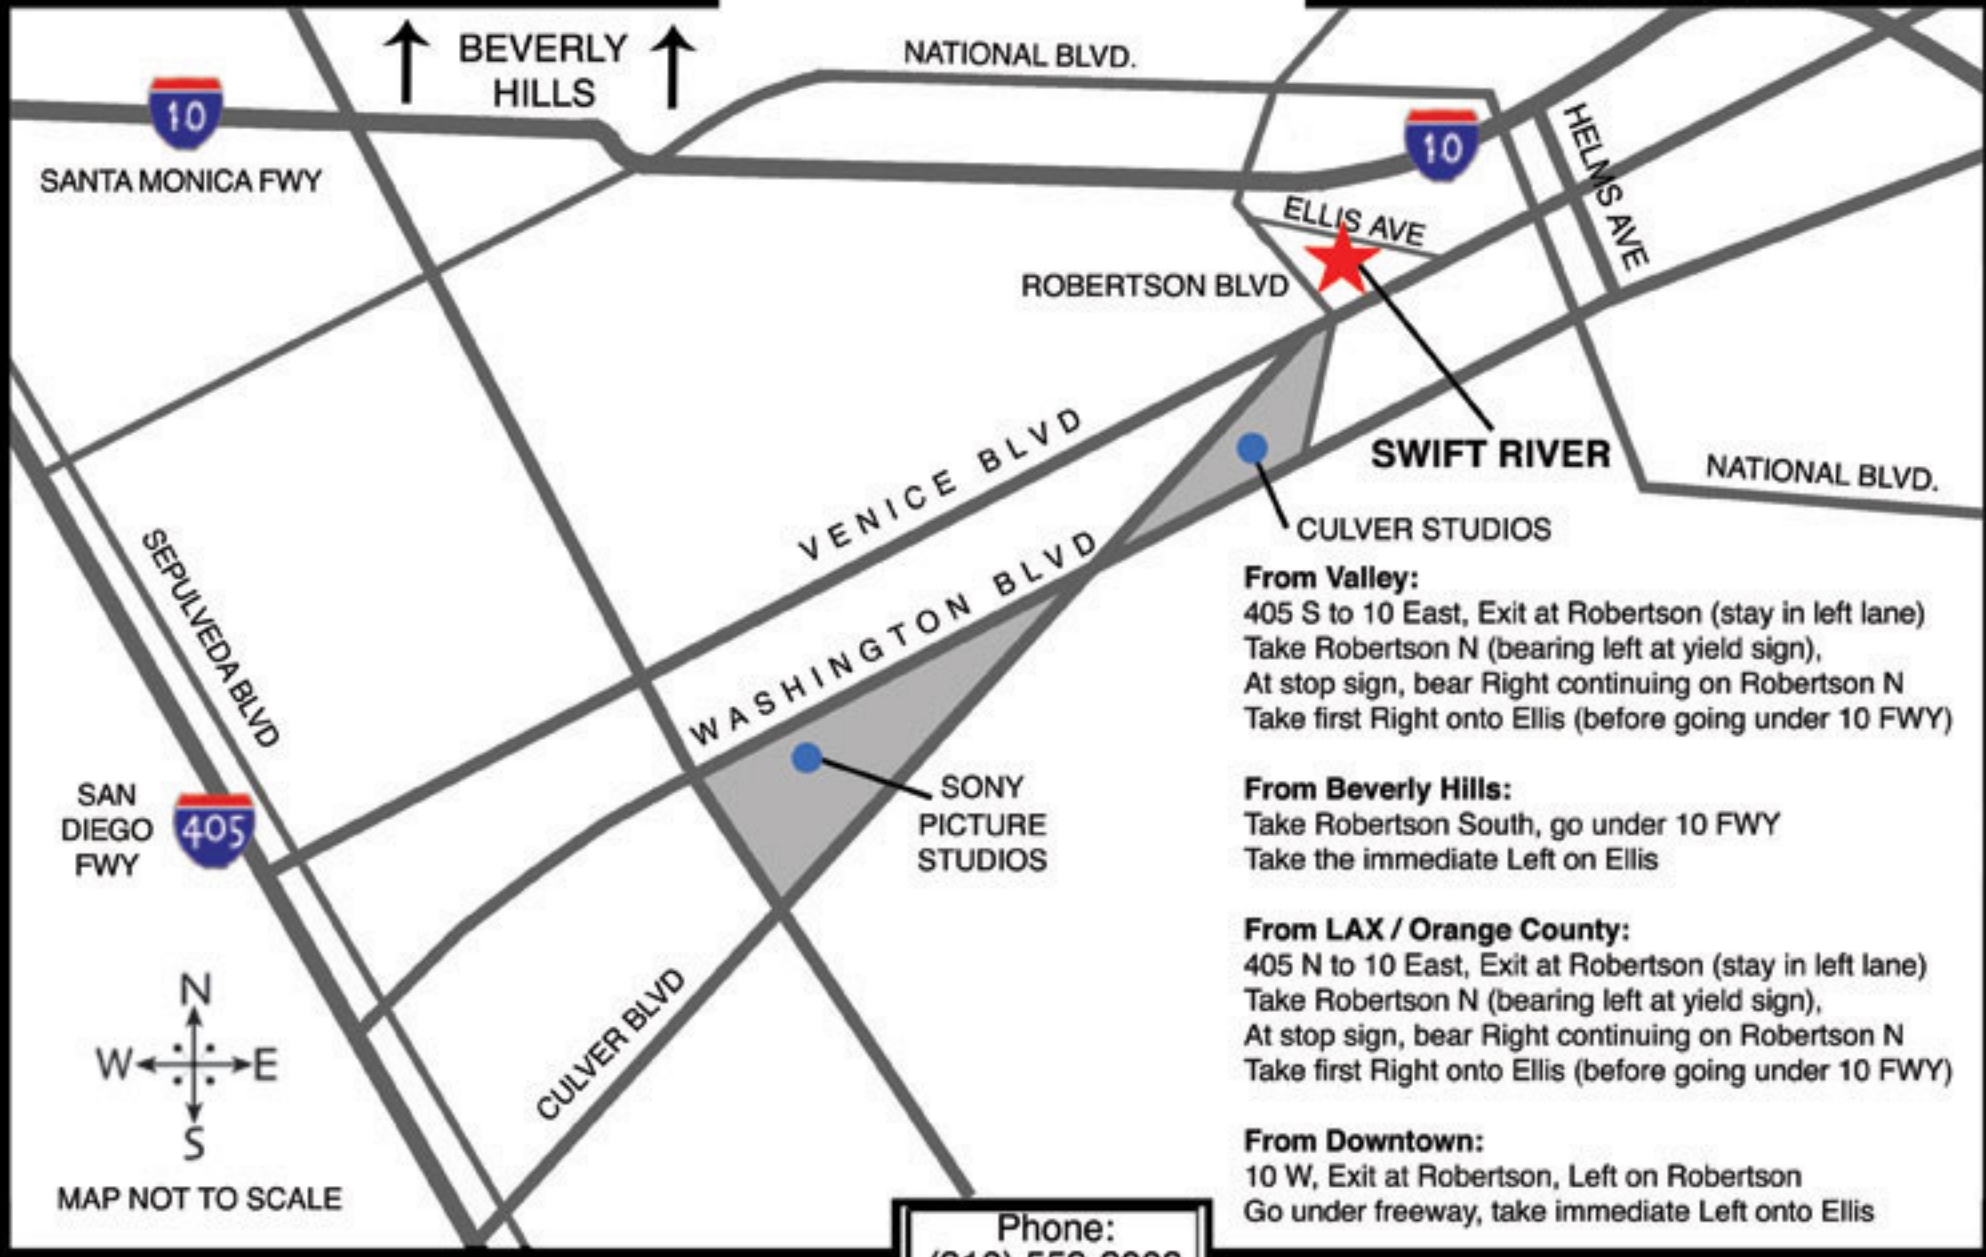 BEVERLY
HILLS
NATIONAL BLVD.
10
SANTA MONICA FWY
10
HELMS AVE
ELLIS AVE
ROBERTSON BLVD
VENICE BLVD
SWIFT RIVER
NATIONAL BLVD.
CULVER STUDIOS
WASHINGTON BLVD
SEPULVEDA BLVD
SAN
DIEGO
FWY
405
SONY
PICTURE
STUDIOS
CULVER BLVD
N
W E
S
MAP NOT TO SCALE
From Valley:
405 S to 10 East, Exit at Robertson (stay in left lane)
Take Robertson N (bearing left at yield sign),
At stop sign, bear Right continuing on Robertson N
Take first Right onto Ellis (before going under 10 FWY)
From Beverly Hills:
Take Robertson South, go under 10 FWY
Take the immediate Left on Ellis
From LAX / Orange County:
405 N to 10 East, Exit at Robertson (stay in left lane)
Take Robertson N (bearing left at yield sign),
At stop sign, bear Right continuing on Robertson N
Take first Right onto Ellis (before going under 10 FWY)
From Downtown:
10 W, Exit at Robertson, Left on Robertson
Go under freeway, take immediate Left onto Ellis
Phone: